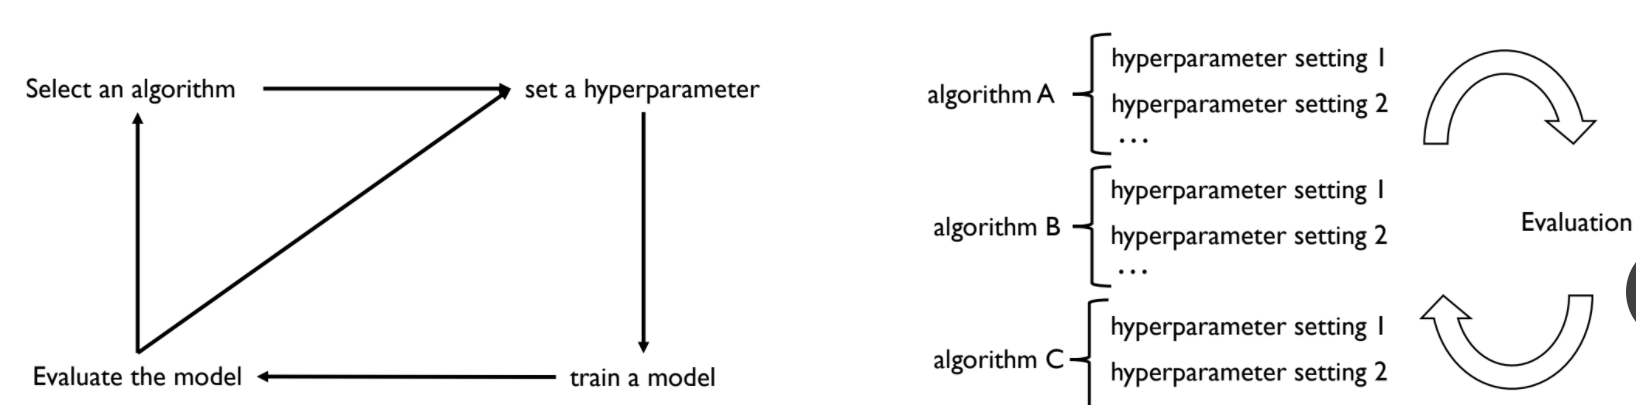 Select an algorithm
set a hyperparameter
Evaluate the model
train a model
algorithm A
hyperparameter setting 1
hyperparameter setting 2
...
algorithm B
hyperparameter setting 1
hyperparameter setting 2
...
algorithm C
hyperparameter setting 1
hyperparameter setting 2
Evaluation